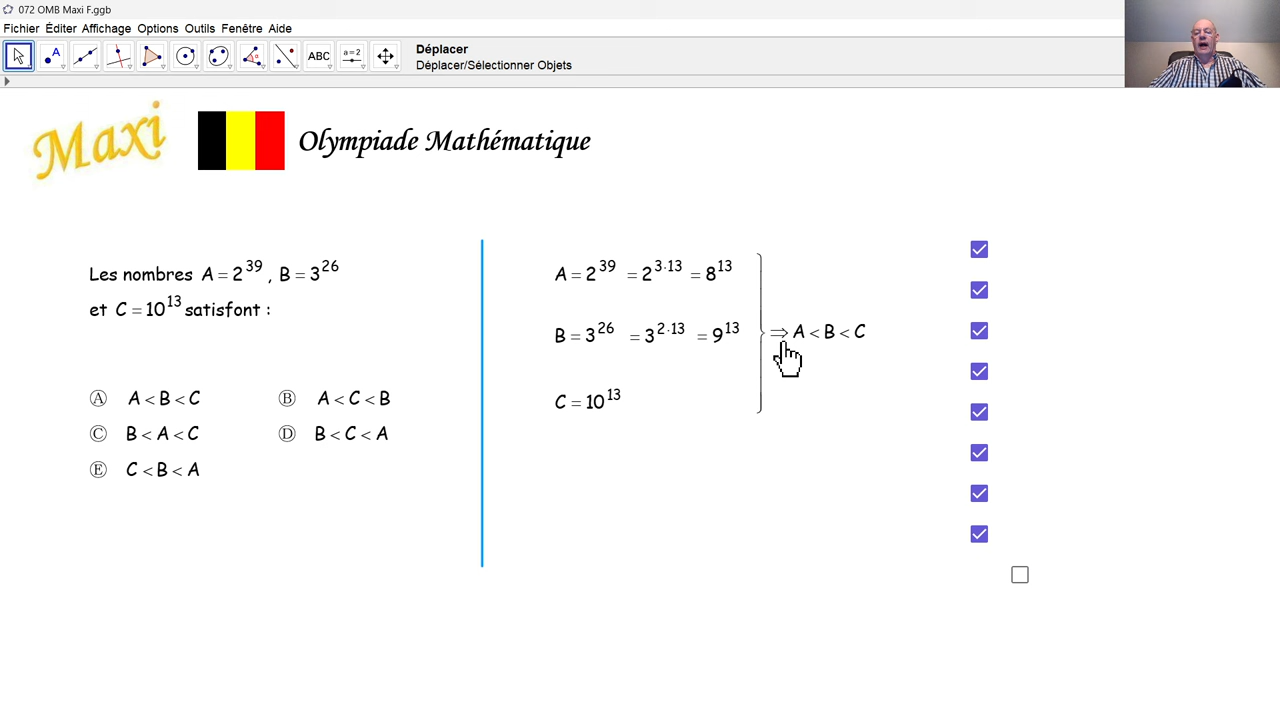 072 OMB Maxi F.ggb
Fichier Éditer Affichage Options Outils Fenêtre Aide
A
ABC
a=2
Déplacer
Déplacer/Sélectionner Objets
Maxi
Olympiade Mathématique
Les nombres A = 2^39 , B = 3^26
et C = 10^13 satisfont :
Ⓐ A < B < C Ⓑ A < C < B
Ⓒ B < A < C Ⓓ B < C < A
Ⓔ C < B < A
A = 2^39 = 2^3·13 = 8^13
B = 3^26 = 3^2·13 = 9^13
⇒ A < B < C
C = 10^13